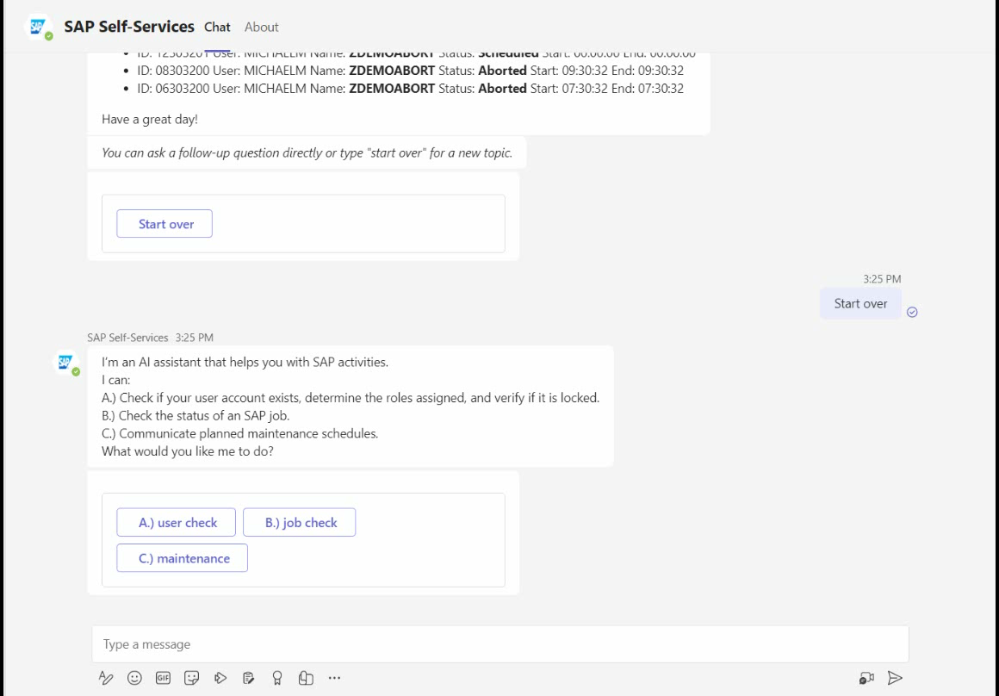 SAP SAP Self-Services Chat About
• ID: 12303201 User: MICHAELM Name: ZDEMOABORT Status: Scheduled Start: 00:00:00 End: 00:00:00
• ID: 08303200 User: MICHAELM Name: ZDEMOABORT Status: Aborted Start: 09:30:32 End: 09:30:32
• ID: 06303200 User: MICHAELM Name: ZDEMOABORT Status: Aborted Start: 07:30:32 End: 07:30:32
Have a great day!
You can ask a follow-up question directly or type "start over" for a new topic.
Start over
3:25 PM
Start over
SAP Self-Services 3:25 PM
SAP
I'm an AI assistant that helps you with SAP activities.
I can:
A.) Check if your user account exists, determine the roles assigned, and verify if it is locked.
B.) Check the status of an SAP job.
C.) Communicate planned maintenance schedules.
What would you like me to do?
A.) user check B.) job check
C.) maintenance
Type a message
GIF